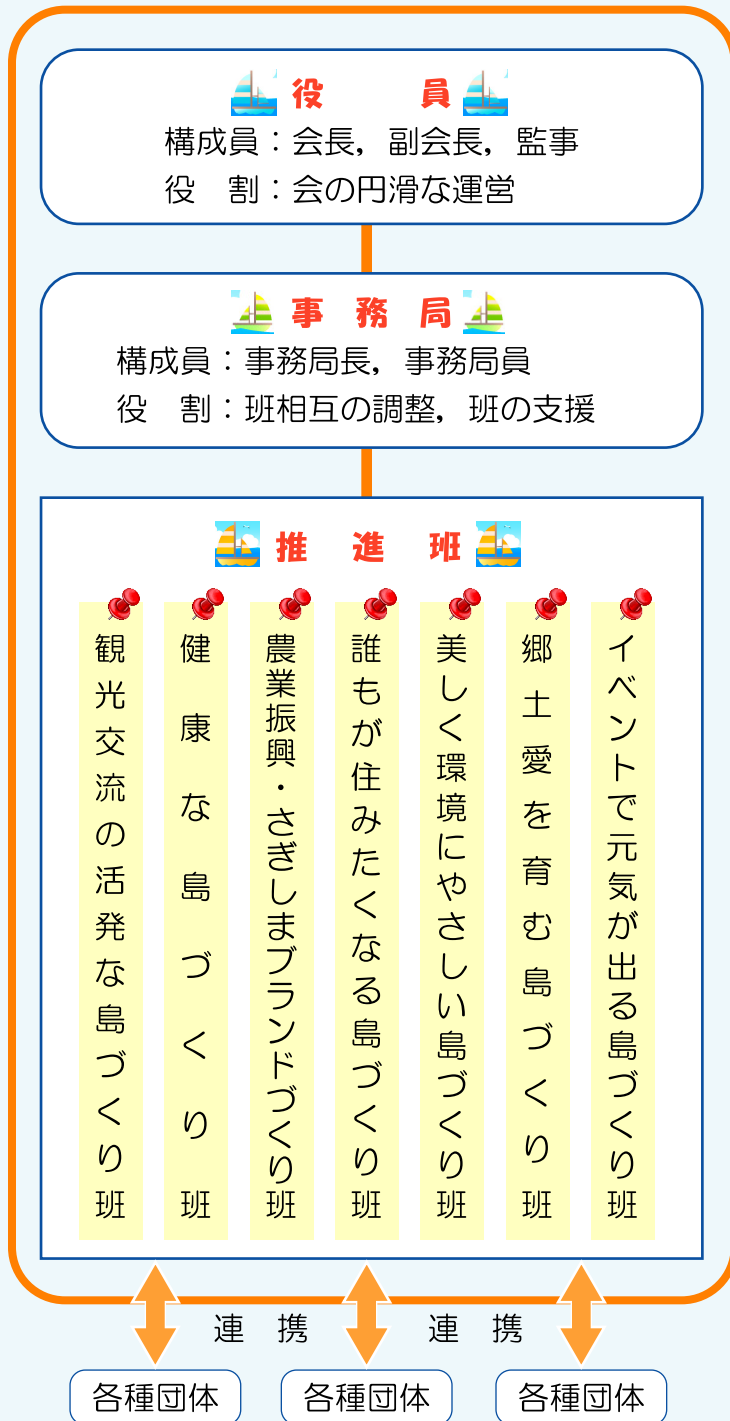 役員
構成員：会長，副会長，監事
役　割：会の円滑な運営
事務局
構成員：事務局長，事務局員
役　割：班相互の調整，班の支援
推進班
イベントで元気が出る島づくり班
郷土愛を育む島づくり班
美しく環境にやさしい島づくり班
誰もが住みたくなる島づくり班
農業振興・さぎしまブランドづくり班
健康な島づくり班
観光交流の活発な島づくり班
連　携　連　携
各種団体　各種団体　各種団体